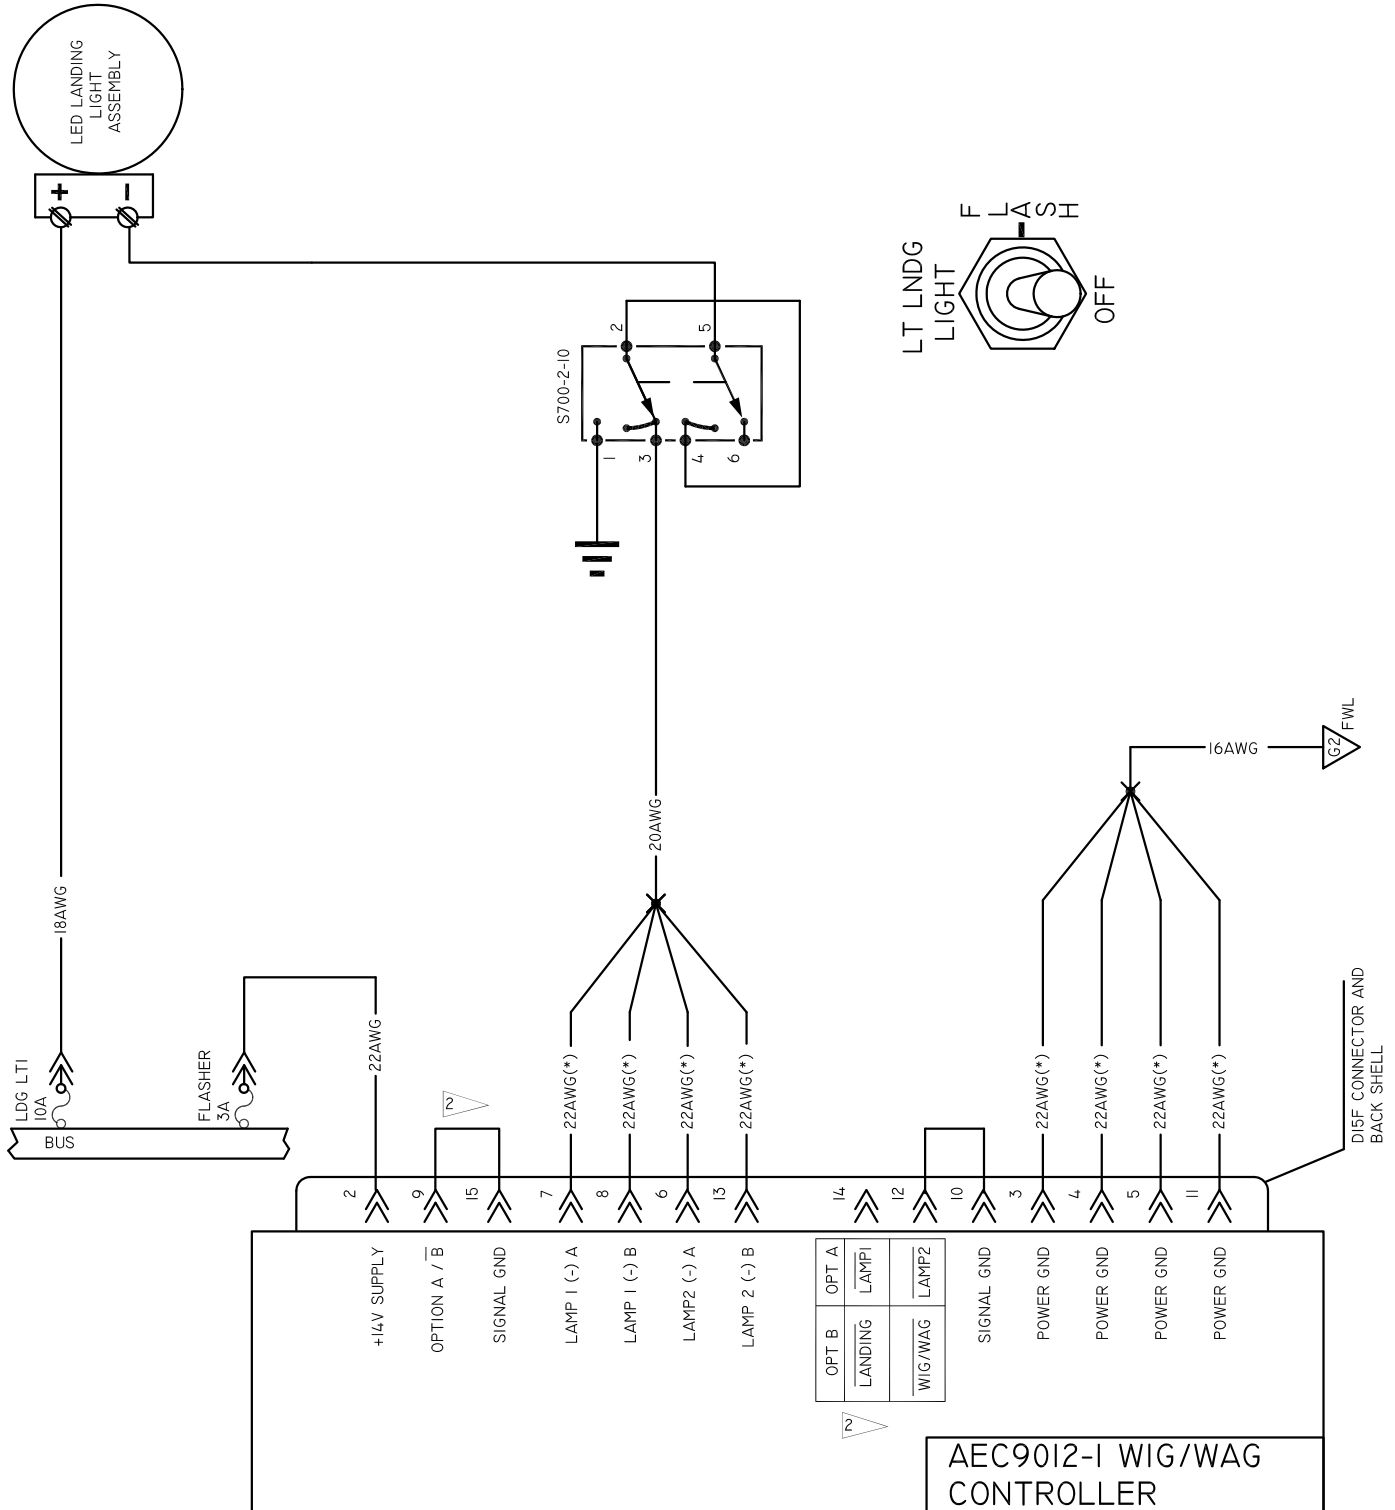 LED LANDING
LIGHT
ASSEMBLY
+
-
F
L
A
S
H
LT LNDG
LIGHT
OFF
S700-2-10
2
5
1
3
4
6
18AWG
20AWG
16AWG
G2
FWL
LDG LT1
10A
FLASHER
3A
BUS
22AWG
2
22AWG(*)
22AWG(*)
22AWG(*)
22AWG(*)
22AWG(*)
22AWG(*)
22AWG(*)
22AWG(*)
D15F CONNECTOR AND
BACK SHELL
2
9
15
7
8
6
13
14
12
10
3
4
5
11
+14V SUPPLY
OPTION A / B
SIGNAL GND
LAMP 1 (-) A
LAMP 1 (-) B
LAMP2 (-) A
LAMP 2 (-) B
OPT B
OPT A
LANDING
LAMP1
WIG/WAG
LAMP2
SIGNAL GND
POWER GND
POWER GND
POWER GND
POWER GND
2
AEC9012-1 WIG/WAG
CONTROLLER